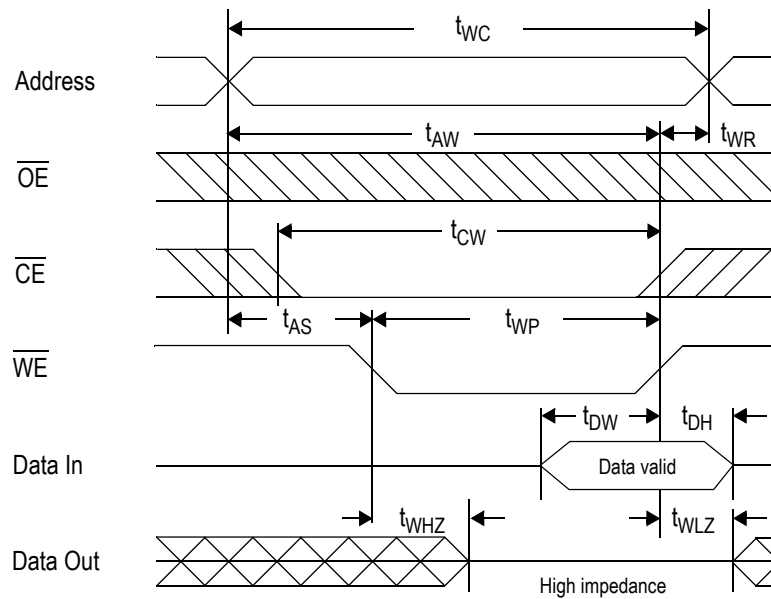 tWC
Address
tAW
tWR
OE
tCW
CE
tAS
tWP
WE
tDW
tDH
Data In
Data valid
tWHZ
tWLZ
Data Out
High impedance